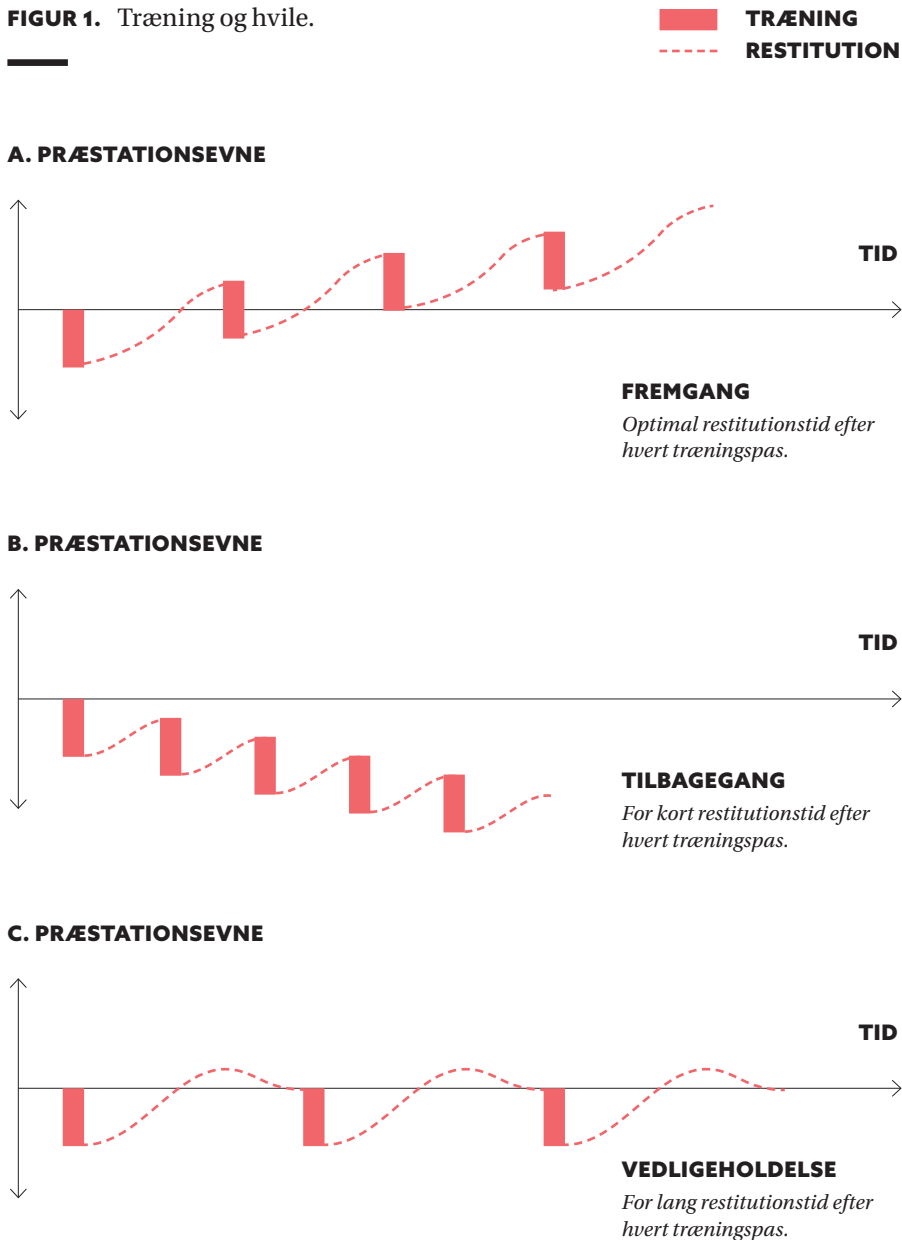 FIGUR 1. Træning og hvile.
TRÆNING
RESTITUTION
A. PRÆSTATIONSEVNE
TID
FREMGANG
Optimal restitutionstid efter
hvert træningspas.
B. PRÆSTATIONSEVNE
TID
TILBAGEGANG
For kort restitutionstid efter
hvert træningspas.
C. PRÆSTATIONSEVNE
TID
VEDLIGEHOLDELSE
For lang restitutionstid efter
hvert træningspas.